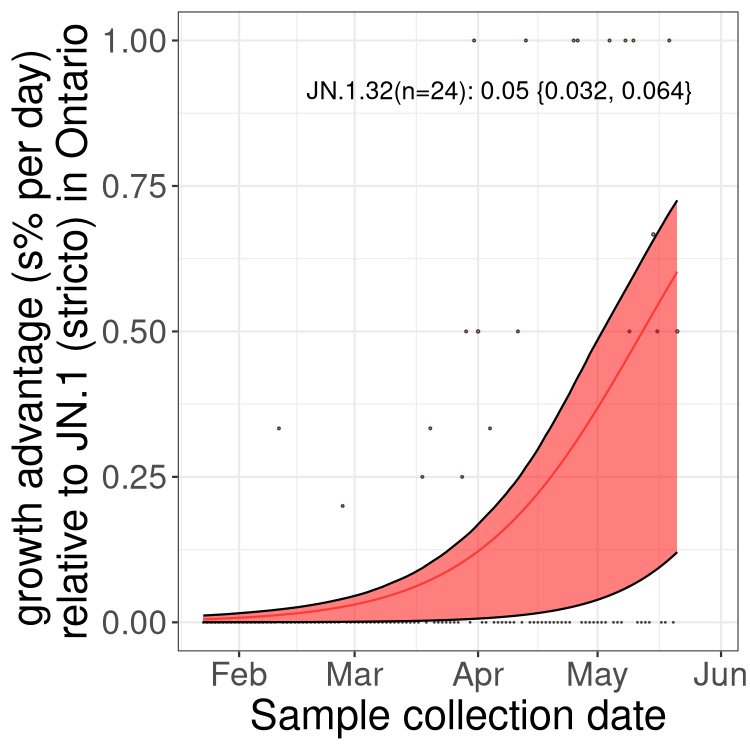 growth advantage (s% per day)
relative to JN.1 (stricto) in Ontario
1.00
0.75
0.50
0.25
0.00
JN.1.32(n=24): 0.05 {0.032, 0.064}
Feb Mar Apr May Jun
Sample collection date